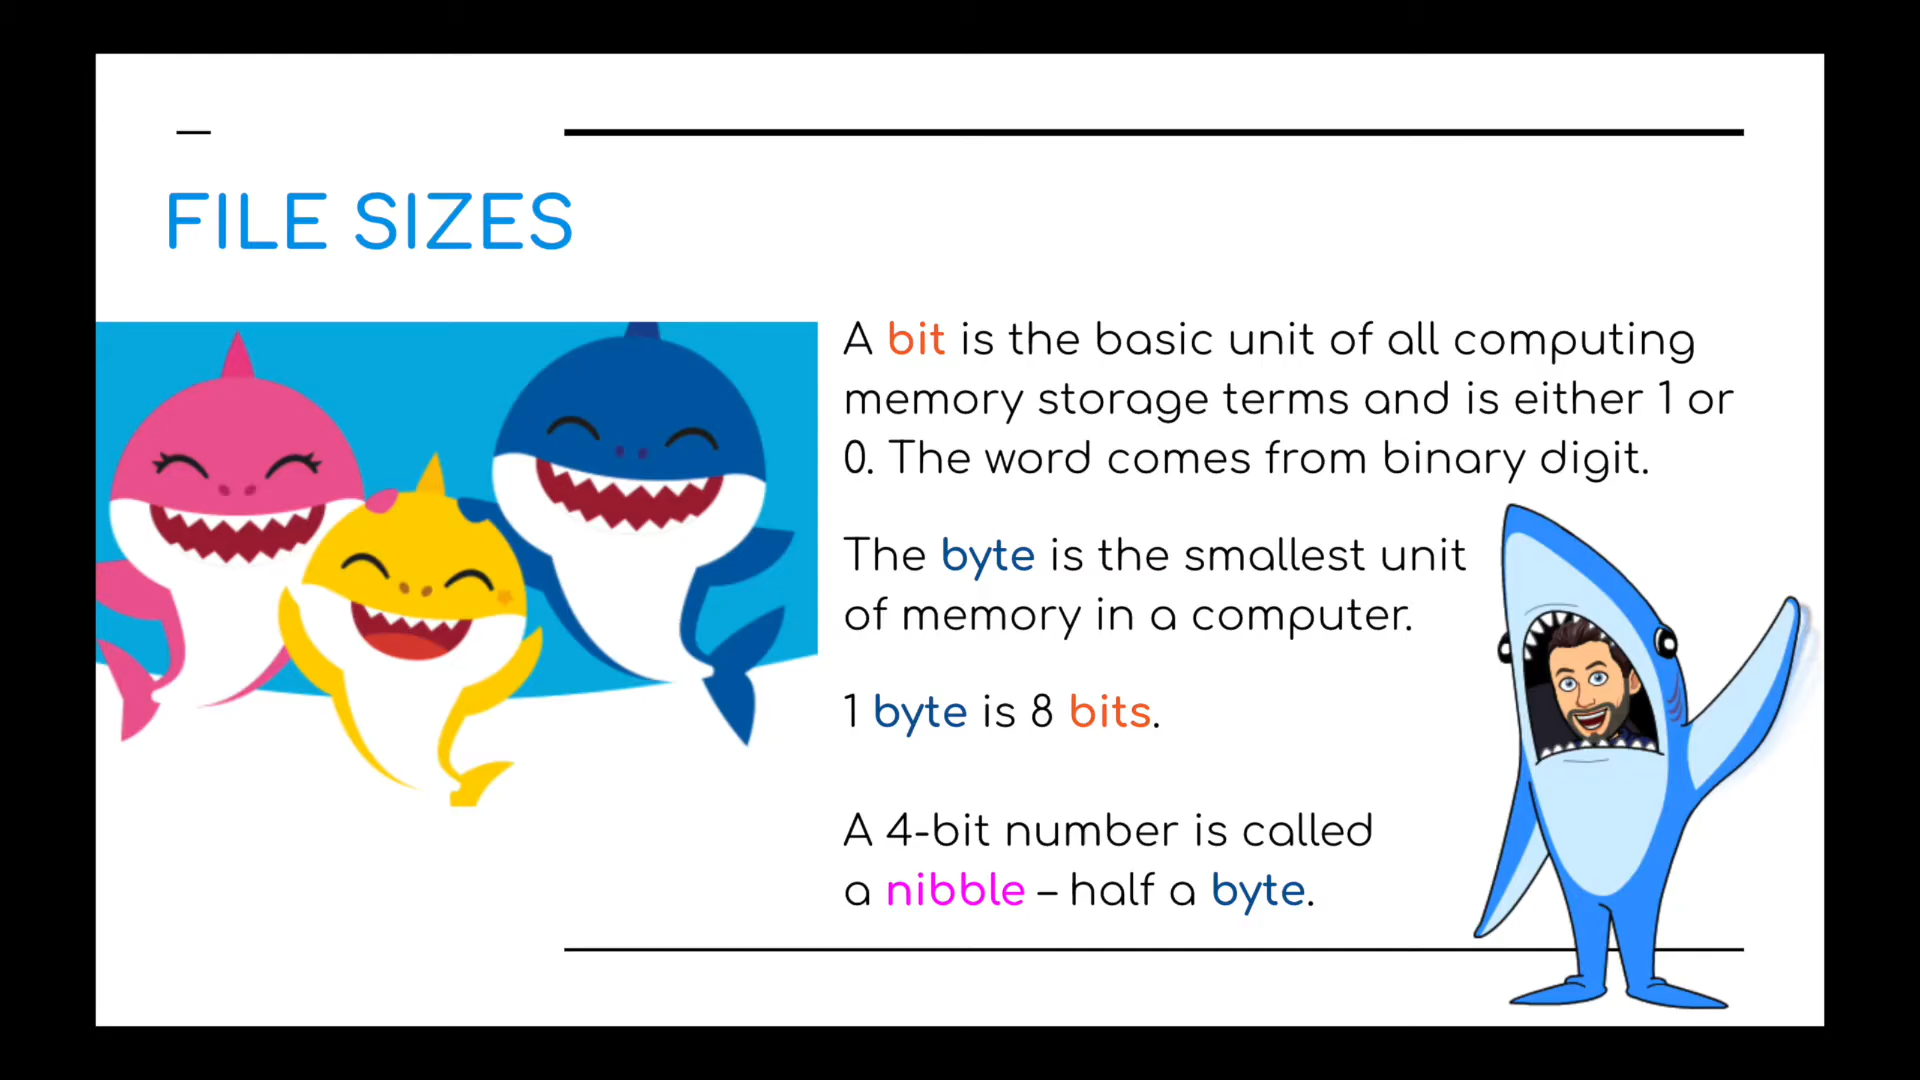 FILE SIZES
A bit is the basic unit of all computing
memory storage terms and is either 1 or
0. The word comes from binary digit.
The byte is the smallest unit
of memory in a computer.
1 byte is 8 bits.
A 4-bit number is called
a nibble – half a byte.